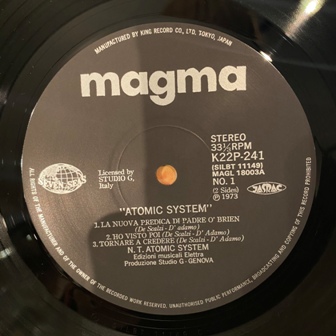 MANUFACTURED BY KING RECORD CO., LTD. TOKYO, JAPAN
magma
STEREO
33⅓RPM
K22P-241
(SILBT 11149)
MAGL 18003A
NO. 1
(2 Sides) ℗1973
SEVEN SEAS
Licensed by
STUDIO G,
Italy
JASRAC
"ATOMIC SYSTEM"
1.LA NUOVA PREDICA DI PADRE O' BRIEN
(De Scalzi - D' adamo)
2.HO VISTO POI (De Scalzi - D' Adamo)
3.TORNARE A CREDERE (De Scalzi - D' Adamo)
N.T. ATOMIC SYSTEM
Edizioni musicali Elettra
Produzione Studio G - GENOVA
ALL RIGHTS OF THE MANUFACTURER AND OF THE OWNER OF THE RECORDED WORK RESERVED. UNAUTHORISED PUBLIC PERFORMANCE, BROADCASTING AND COPYING OF THIS RECORD PROHIBITED.